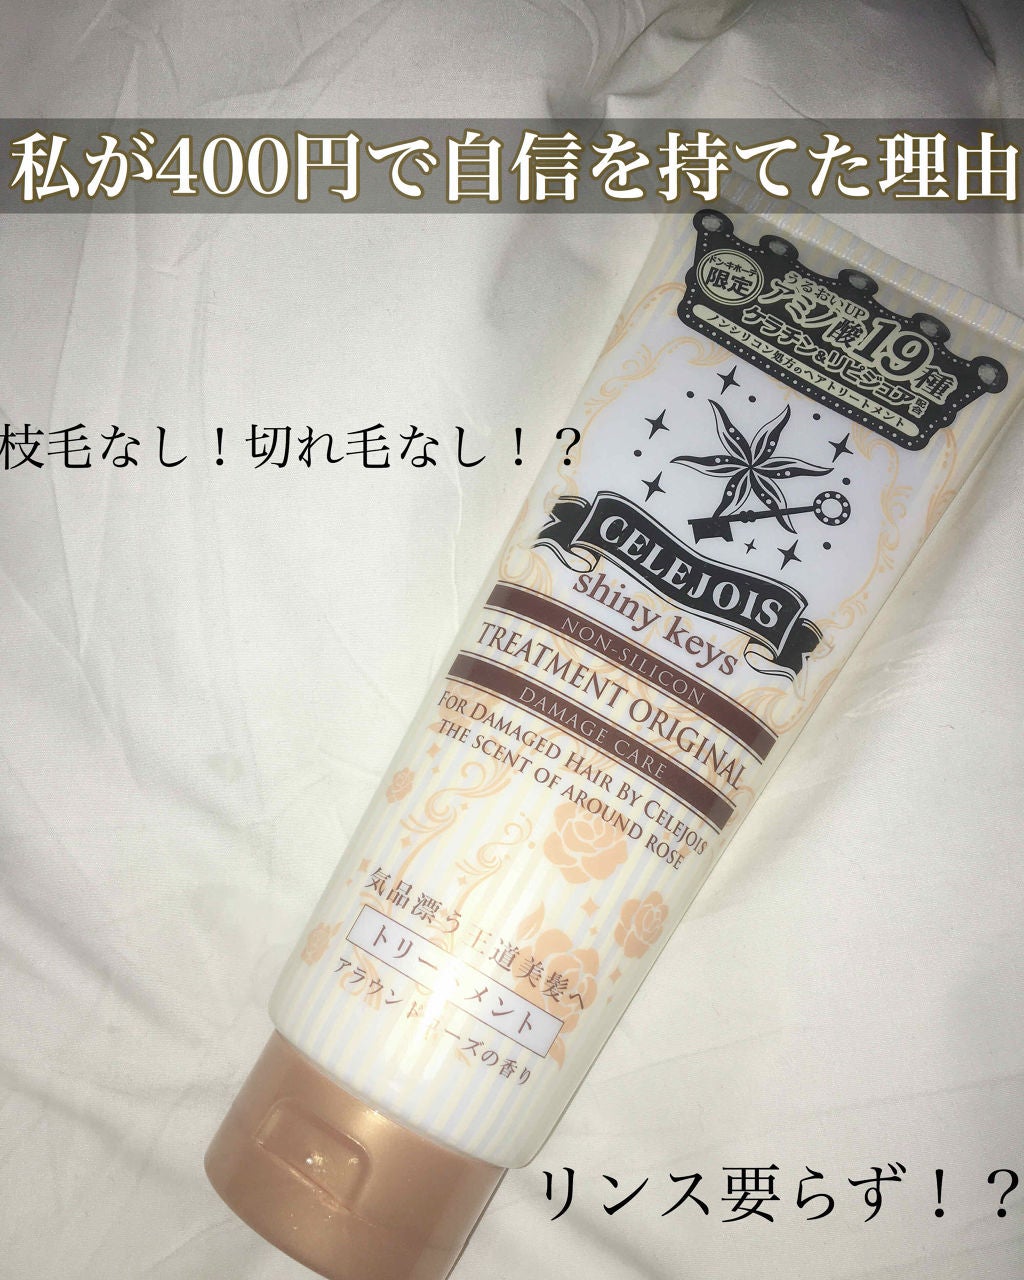 私が400円で自信を持てた理由
ドン・キホーテ
限定
うるおいUP
アミノ酸19種
ケラチン&リピジュア配合
ノンシリコン処方のヘアトリートメント
枝毛なし！切れ毛なし！？
CELEJOIS
shiny keys
NON-SILICON
TREATMENT ORIGINAL
DAMAGE CARE
FOR DAMAGED HAIR BY CELEJOIS
THE SCENT OF AROUND ROSE
気品漂う王道美髪へ
トリートメント
アラウンドローズの香り
リンス要らず！？